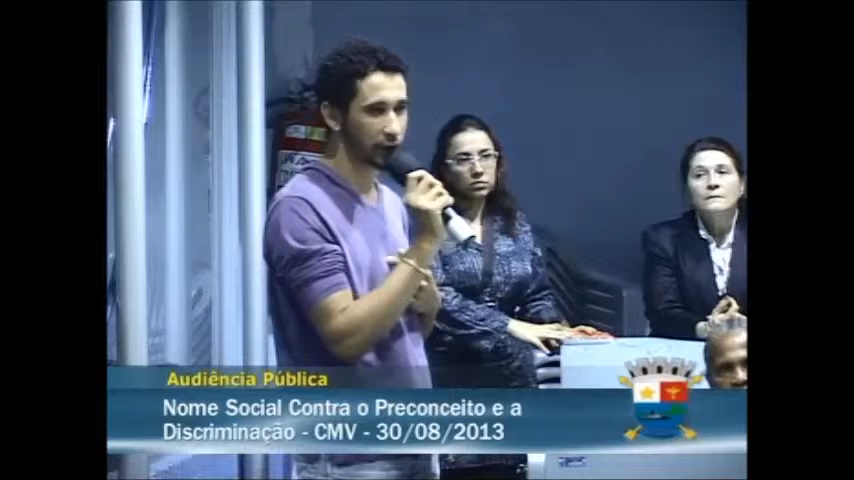 Audiência Pública
Nome Social Contra o Preconceito e a
Discriminação - CMV - 30/08/2013